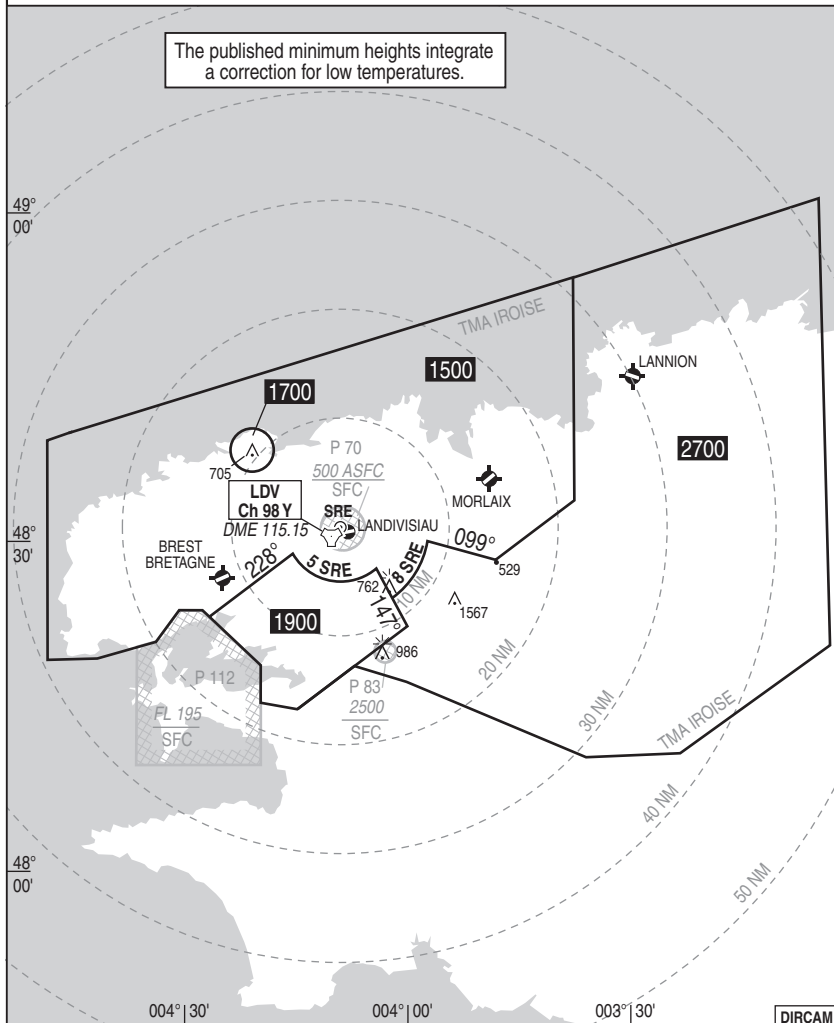 The published minimum heights integrate
a correction for low temperatures.
49°
00'
TMA IROISE
LANNION
1500
1700
2700
P 70
500 ASFC
SFC
705
MORLAIX
LDV
Ch 98 Y
DME 115.15
SRE
LANDIVISIAU
48°
30'
099°
BREST
BRETAGNE
228°
5 SRE
8 SRE
529
762
147°
10 NM
1567
1900
986
20 NM
P 112
P 83
2500
SFC
FL 195
SFC
30 NM
TMA IROISE
40 NM
48°
00'
50 NM
004° 30'
004° 00'
003° 30'
DIRCAM